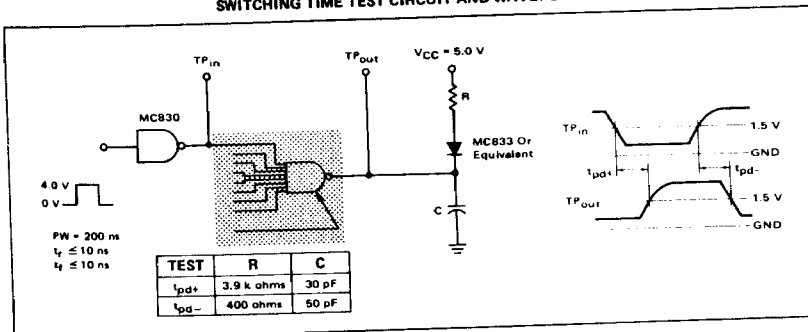 SWITCHING TIME TEST CIRCUIT AND
TPin
TPout
VCC = 5.0 V
R
MC830
MC833 Or
Equivalent
C
4.0 V
0 V
PW = 200 ns
tr ≤ 10 ns
tf ≤ 10 ns
TEST R C
tpd+ 3.9 k ohms 30 pF
tpd− 400 ohms 50 pF
TPin
1.5 V
GND
tpd+
tpd−
TPout
1.5 V
GND